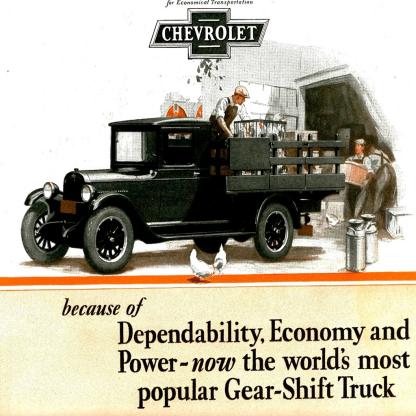 for Economical Transportation
CHEVROLET
because of
Dependability, Economy and
Power - now the world's most
popular Gear-Shift Truck